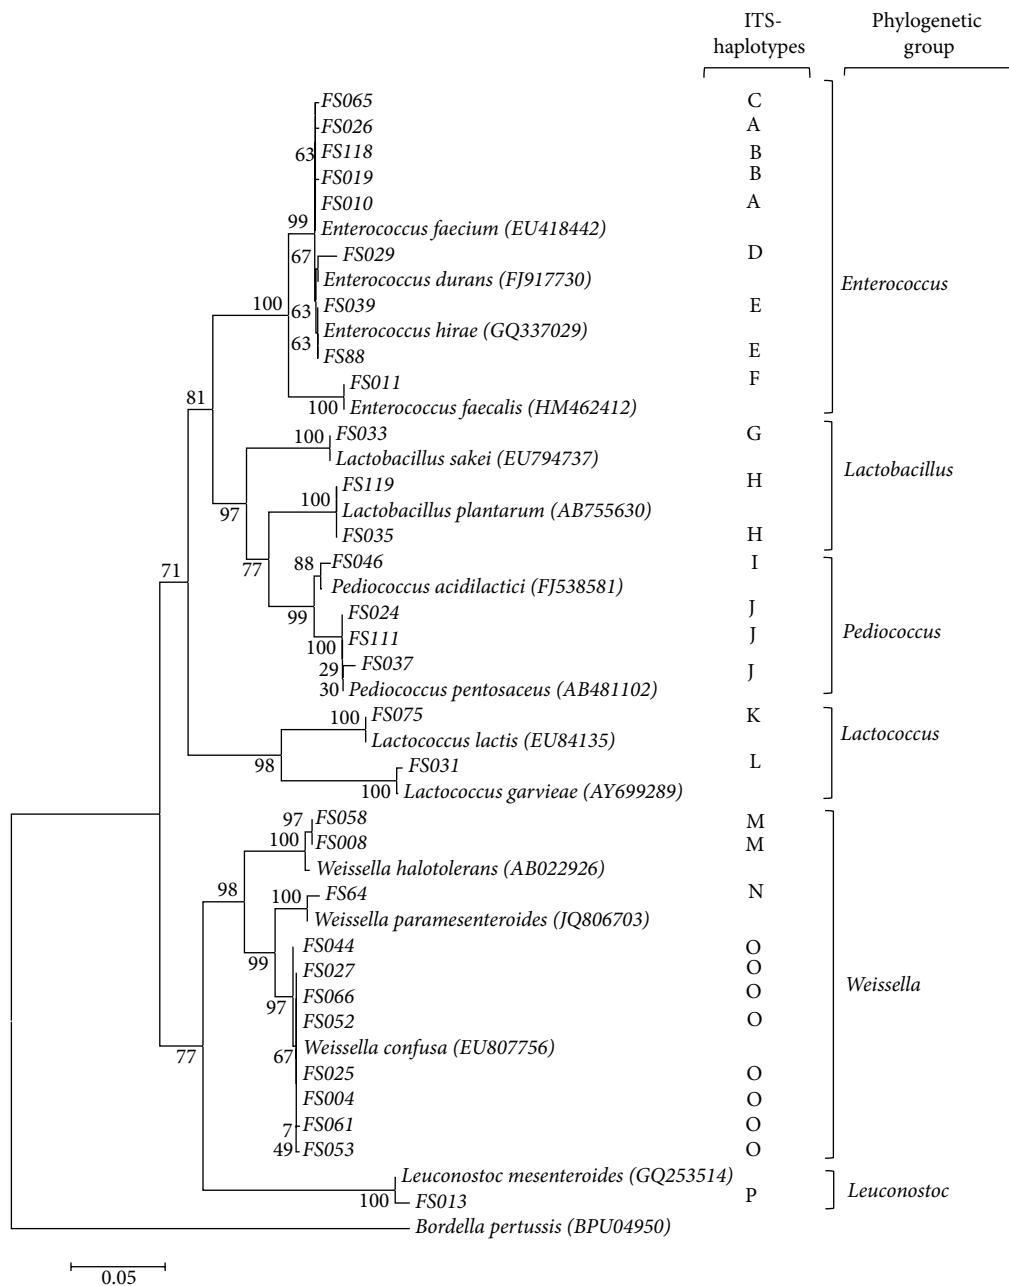 ITS-
haplotypes
Phylogenetic
group
FS065 C
FS026 A
63 FS118 B
FS019 B
FS010 A
99 Enterococcus faecium (EU418442)
67 FS029 D
Enterococcus durans (FJ917730)
Enterococcus
100 63 FS039 E
Enterococcus hirae (GQ337029)
63 FS88 E
FS011 F
81 100 Enterococcus faecalis (HM462412)
100 FS033 G
Lactobacillus sakei (EU794737)
Lactobacillus
FS119 H
100 Lactobacillus plantarum (AB755630)
97 FS035 H
71 77 88 FS046 I
Pediococcus acidilactici (FJ538581)
99 FS024 J
Pediococcus
100 FS111 J
29 FS037 J
30 Pediococcus pentosaceus (AB481102)
100 FS075 K
Lactococcus lactis (EU84135)
Lactococcus
98 FS031 L
100 Lactococcus garvieae (AY699289)
97 FS058 M
100 FS008 M
Weissella halotolerans (AB022926)
98 100 FS64 N
Weissella paramesenteroides (JQ806703)
FS044 O
99 FS027 O
Weissella
97 FS066 O
FS052 O
77 67 Weissella confusa (EU807756)
FS025 O
FS004 O
7 FS061 O
49 FS053 O
Leuconostoc mesenteroides (GQ253514)
100 FS013 P
Leuconostoc
Bordella pertussis (BPU04950)
0.05